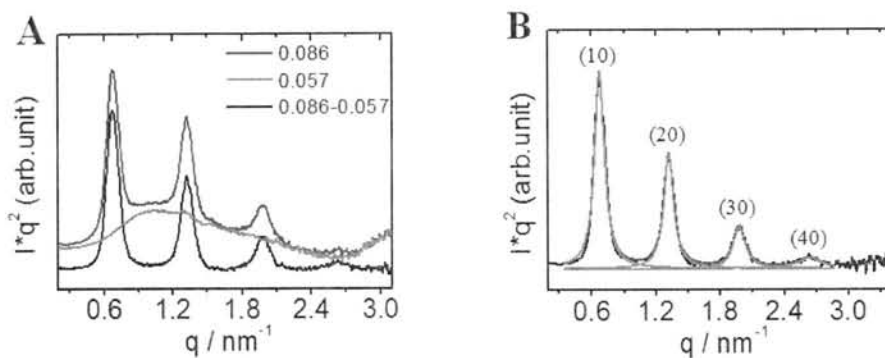 A
I*q² (arb.unit)
0.086
0.057
0.086-0.057
0.6 1.2 1.8 2.4 3.0
q / nm⁻¹
B
I*q² (arb.unit)
(10)
(20)
(30)
(40)
0.6 1.2 1.8 2.4 3.0
q / nm⁻¹